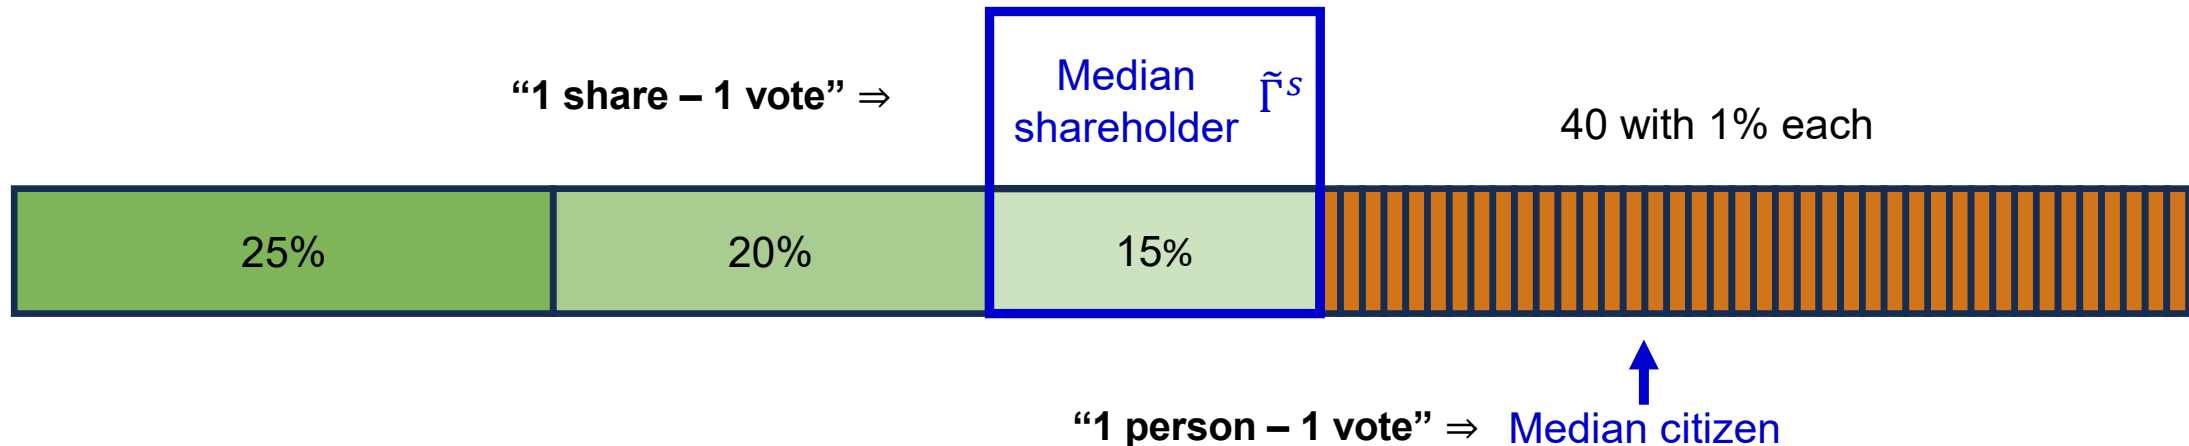 “1 share – 1 vote” ⇒
Median
shareholder
Γ̃ˢ
40 with 1% each
25%
20%
15%
“1 person – 1 vote” ⇒ Median citizen